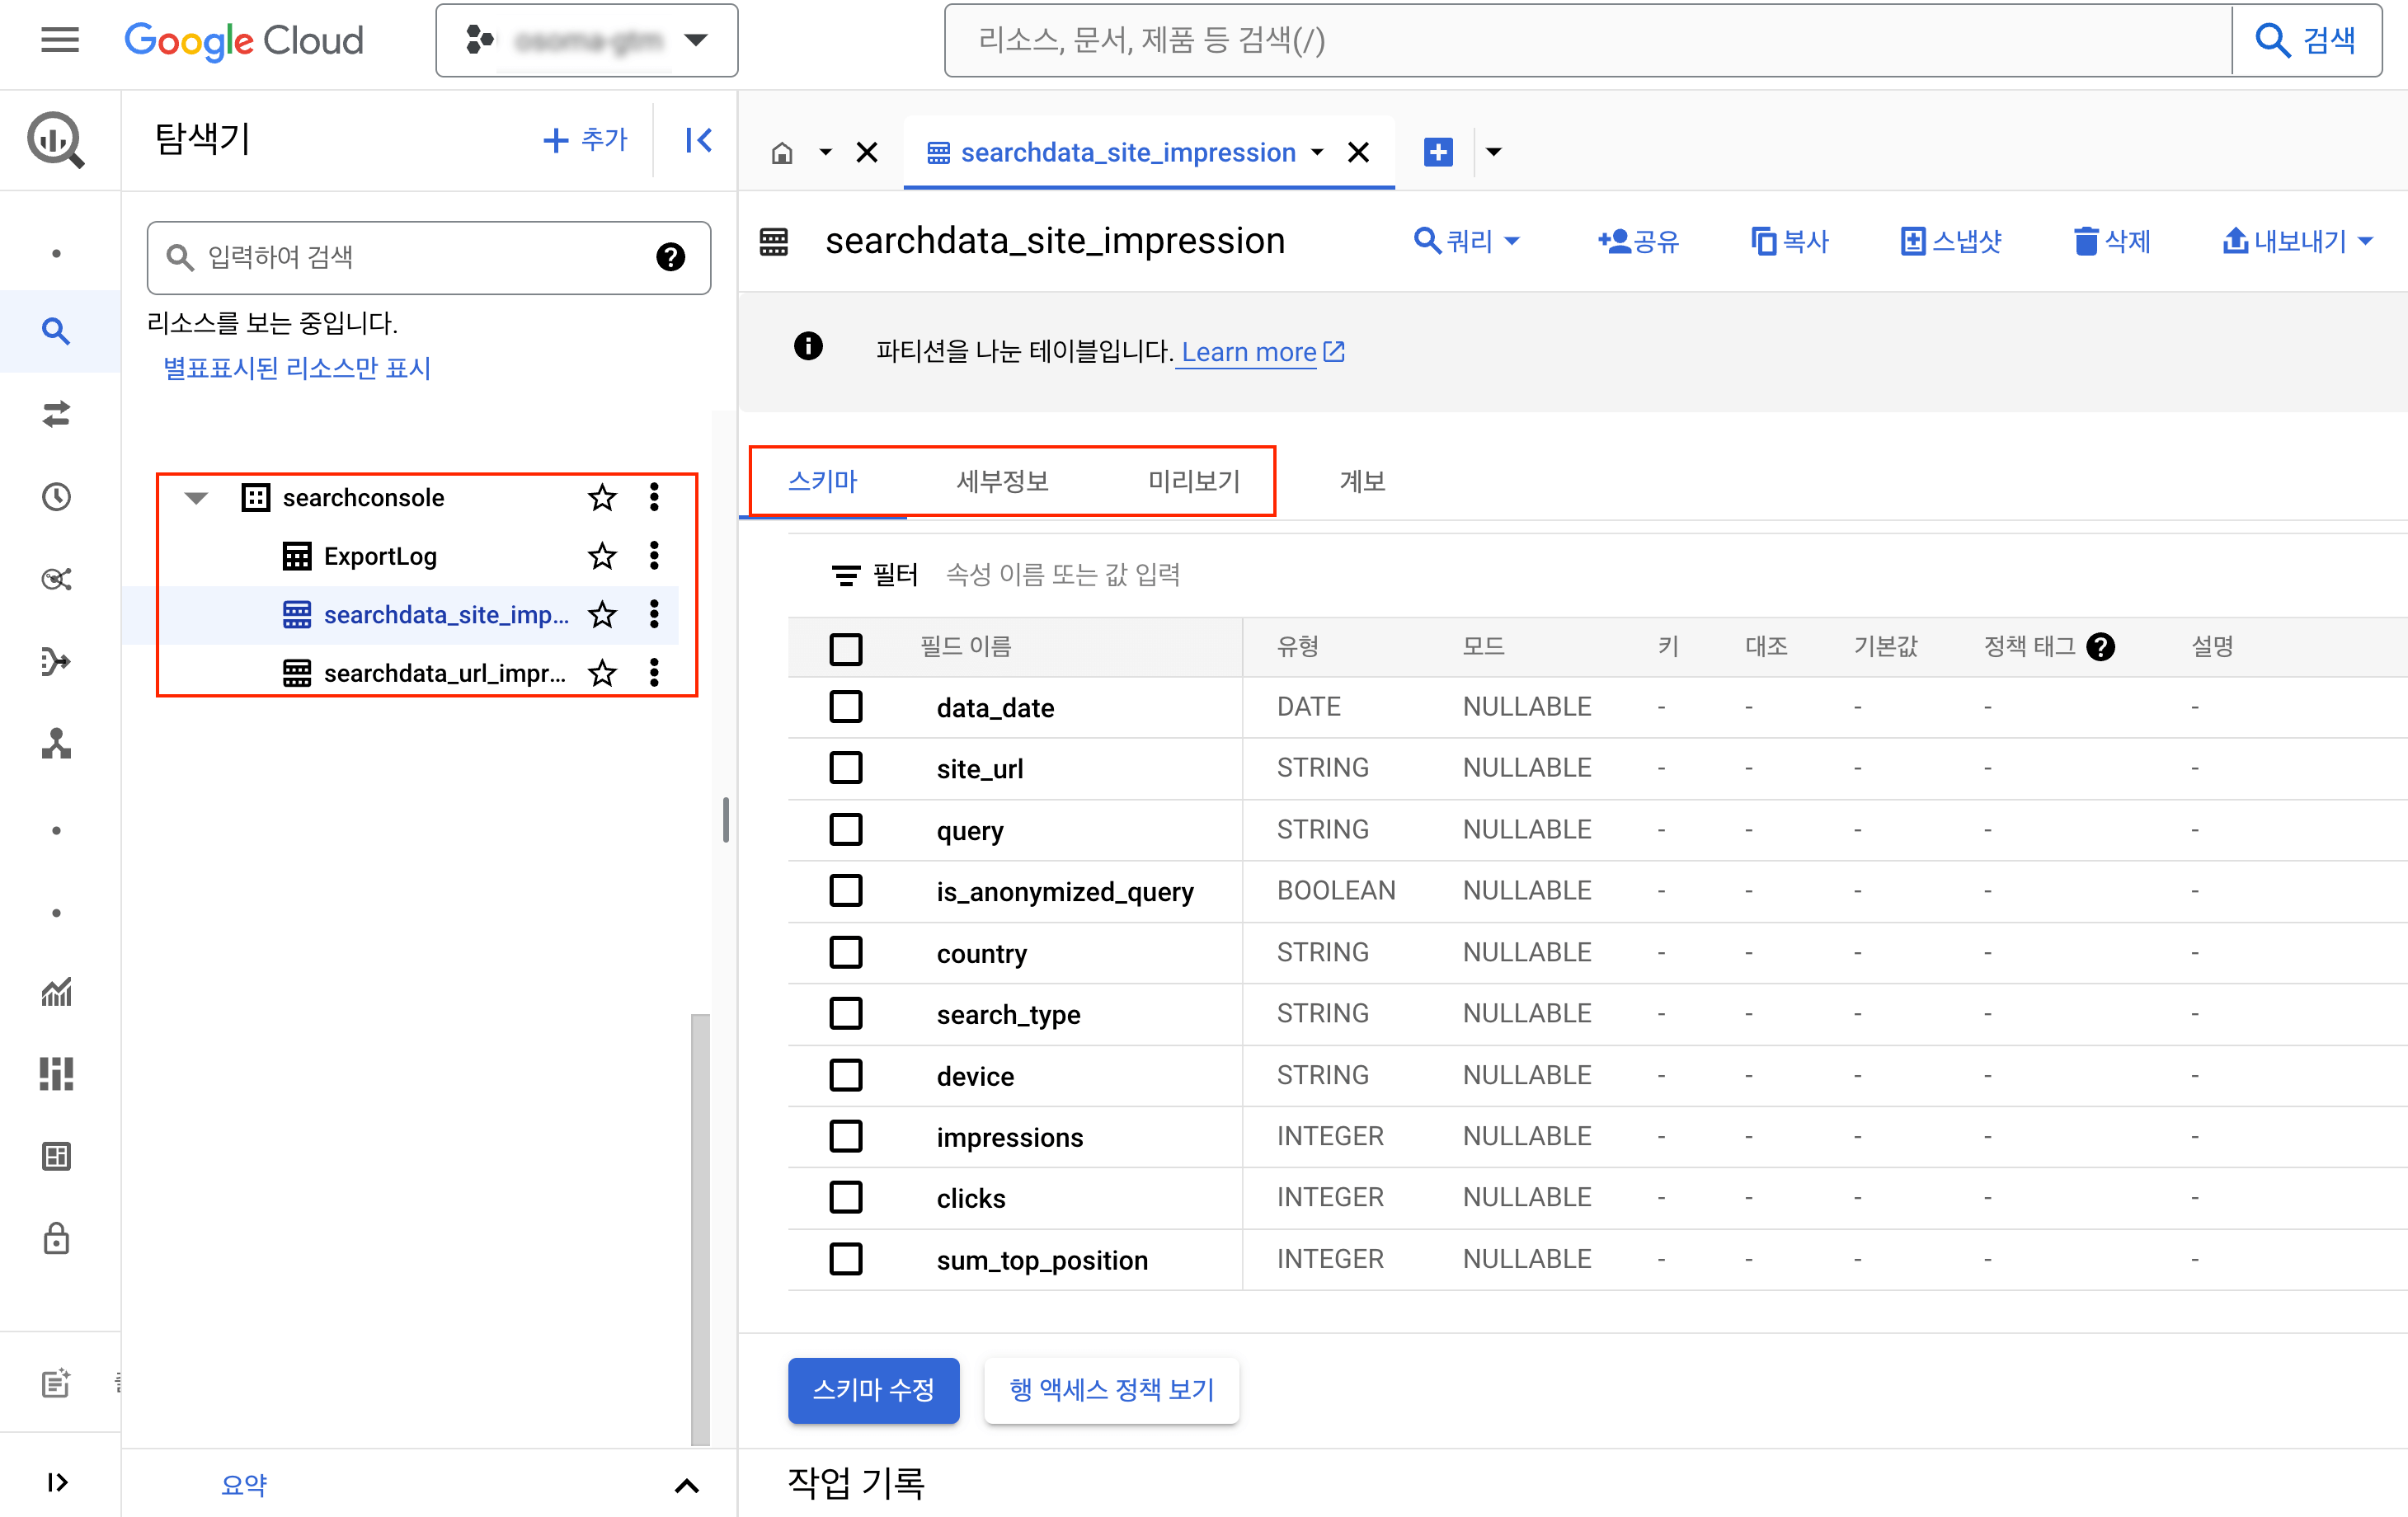 Google Cloud
리소스, 문서, 제품 등 검색(/)
검색
탐색기
추가
입력하여 검색
리소스를 보는 중입니다.
별표표시된 리소스만 표시
searchconsole
ExportLog
searchdata_site_imp...
searchdata_url_impr...
요약
searchdata_site_impression
searchdata_site_impression
쿼리
공유
복사
스냅샷
삭제
내보내기
파티션을 나눈 테이블입니다. Learn more
스키마 세부정보 미리보기 계보
필터 속성 이름 또는 값 입력
필드 이름 유형 모드 키 대조 기본값 정책 태그 설명
data_date DATE NULLABLE - - - - -
site_url STRING NULLABLE - - - - -
query STRING NULLABLE - - - - -
is_anonymized_query BOOLEAN NULLABLE - - - - -
country STRING NULLABLE - - - - -
search_type STRING NULLABLE - - - - -
device STRING NULLABLE - - - - -
impressions INTEGER NULLABLE - - - - -
clicks INTEGER NULLABLE - - - - -
sum_top_position INTEGER NULLABLE - - - - -
스키마 수정
행 액세스 정책 보기
작업 기록